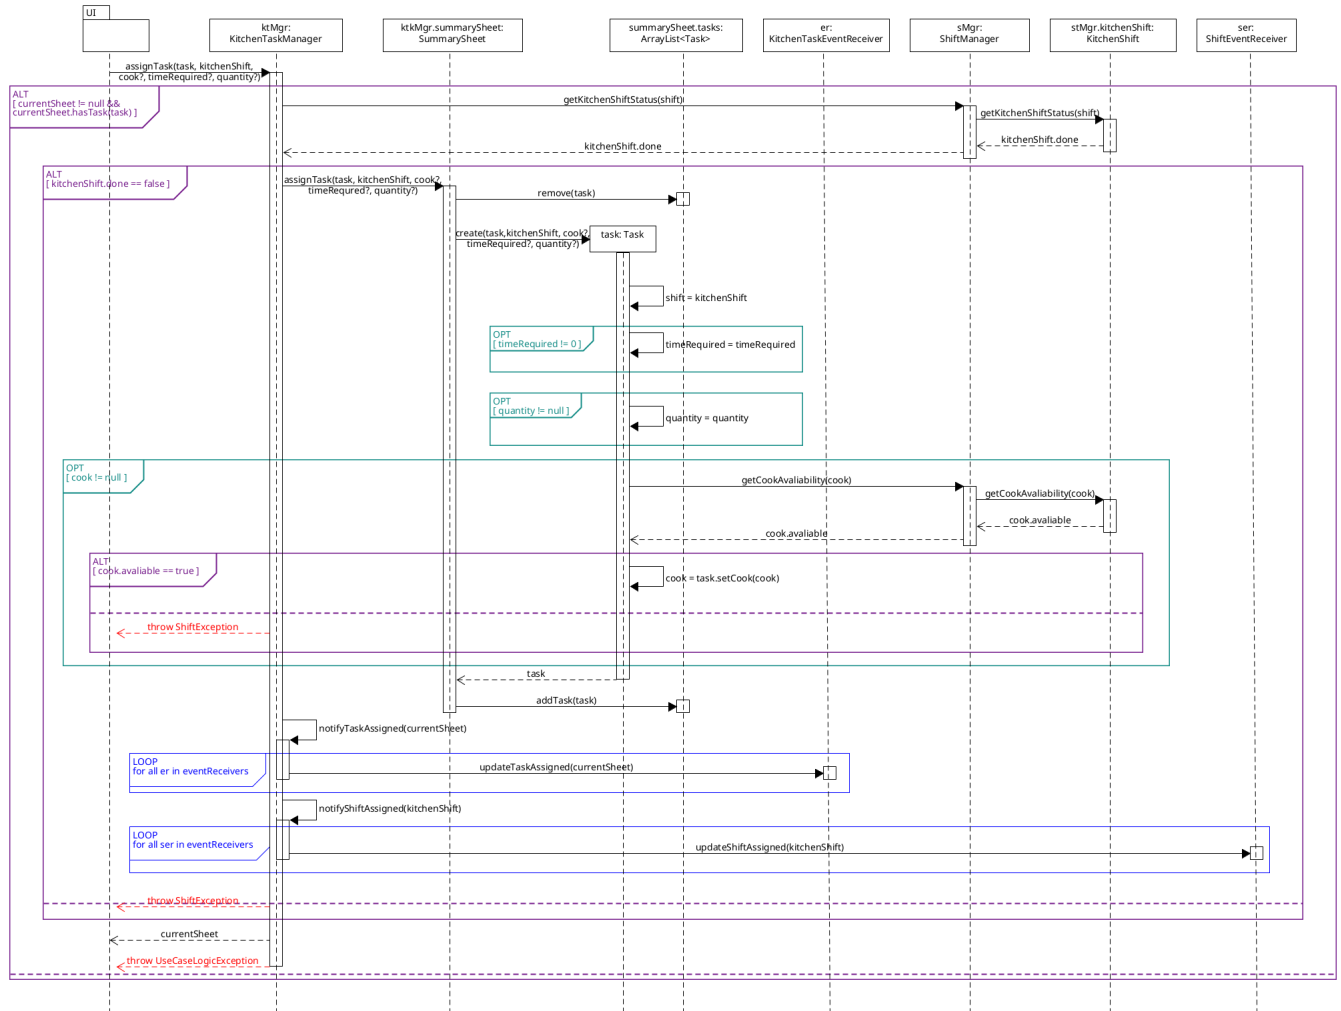 UI
ktMgr:
KitchenTaskManager
ktkMgr.summarySheet:
SummarySheet
summarySheet.tasks:
ArrayList<Task>
er:
KitchenTaskEventReceiver
sMgr:
ShiftManager
stMgr.kitchenShift:
KitchenShift
ser:
ShiftEventReceiver
assignTask(task, kitchenShift,
cook?, timeRequired?, quantity?)
ALT
[ currentSheet != null &&
currentSheet.hasTask(task) ]
getKitchenShiftStatus(shift)
getKitchenShiftStatus(shift)
kitchenShift.done
kitchenShift.done
ALT
[ kitchenShift.done == false ]
assignTask(task, kitchenShift, cook?,
timeRequred?, quantity?)
remove(task)
create(task,kitchenShift, cook?,
timeRequired?, quantity?)
task: Task
shift = kitchenShift
OPT
[ timeRequired != 0 ]
timeRequired = timeRequired
OPT
[ quantity != null ]
quantity = quantity
OPT
[ cook != null ]
getCookAvaliability(cook)
getCookAvaliability(cook)
cook.avaliable
cook.avaliable
ALT
[ cook.avaliable == true ]
cook = task.setCook(cook)
throw ShiftException
task
addTask(task)
notifyTaskAssigned(currentSheet)
LOOP
for all er in eventReceivers
updateTaskAssigned(currentSheet)
notifyShiftAssigned(kitchenShift)
LOOP
for all ser in eventReceivers
updateShiftAssigned(kitchenShift)
throw ShiftException
currentSheet
throw UseCaseLogicException